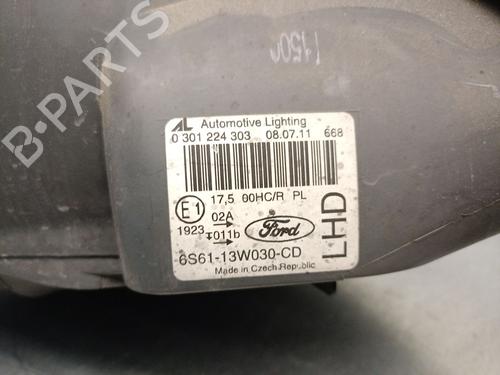 1500
AL Automotive Lighting
0 301 224 303 08.07.11 668
17,5 00HC/R PL
E1 02A
1923 011b
Ford
LHD
6S61-13W030-CD
Made in Czech Republic
B-PARTS